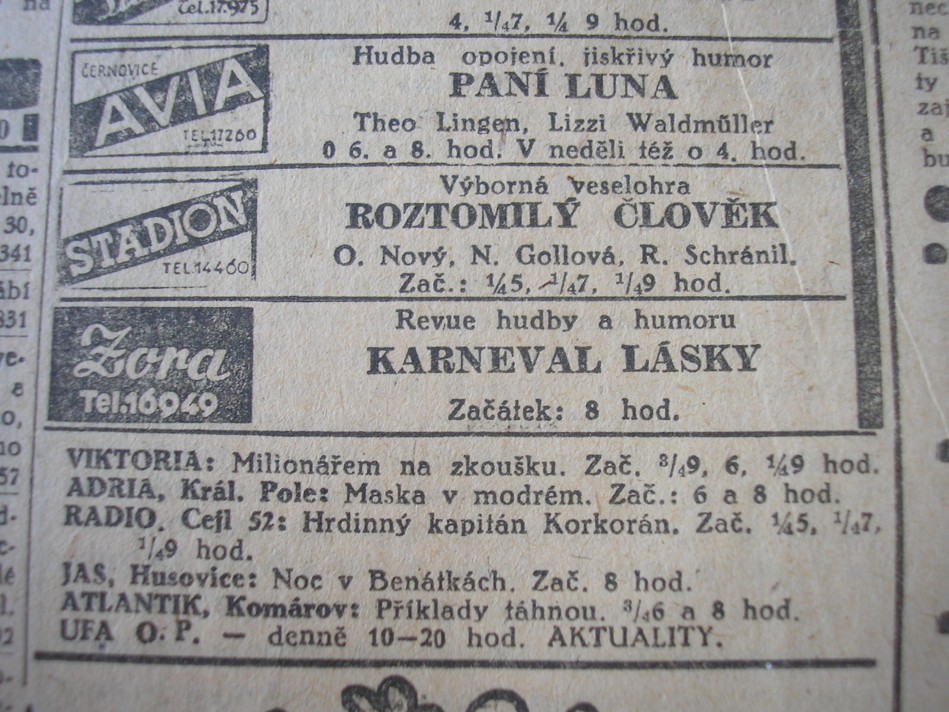 na
Tel.17.975
4, ¼7, ¼ 9 hod.
ČERNOVICE
AVIA
TEL.17260
Hudba opojení, jiskřivý humor
PANÍ LUNA
Theo Lingen, Lizzi Waldmüller
0 6. a 8. hod. V neděli též o 4. hod.
STADION
TEL.14460
Výborná veselohra
ROZTOMILÝ ČLOVĚK
O. Nový, N. Gollová, R. Schránil.
Zač.: ¼5, ¼7, ¼9 hod.
Zora
Tel.16949
Revue hudby a humoru
KARNEVAL LÁSKY
Začátek: 8 hod.
VIKTORIA: Milionářem na zkoušku. Zač. ¾9, 6, ¼9 hod.
ADRIA, Král. Pole: Maska v modrém. Zač.: 6 a 8 hod.
RADIO, Cejl 52: Hrdinný kapitán Korkorán. Zač. ¼5, ¼7,
¼9 hod.
JAS, Husovice: Noc v Benátkách. Zač. 8 hod.
ATLANTIK, Komárov: Příklady táhnou. ¾6 a 8 hod.
UFA O. P. — denně 10—20 hod. AKTUALITY.